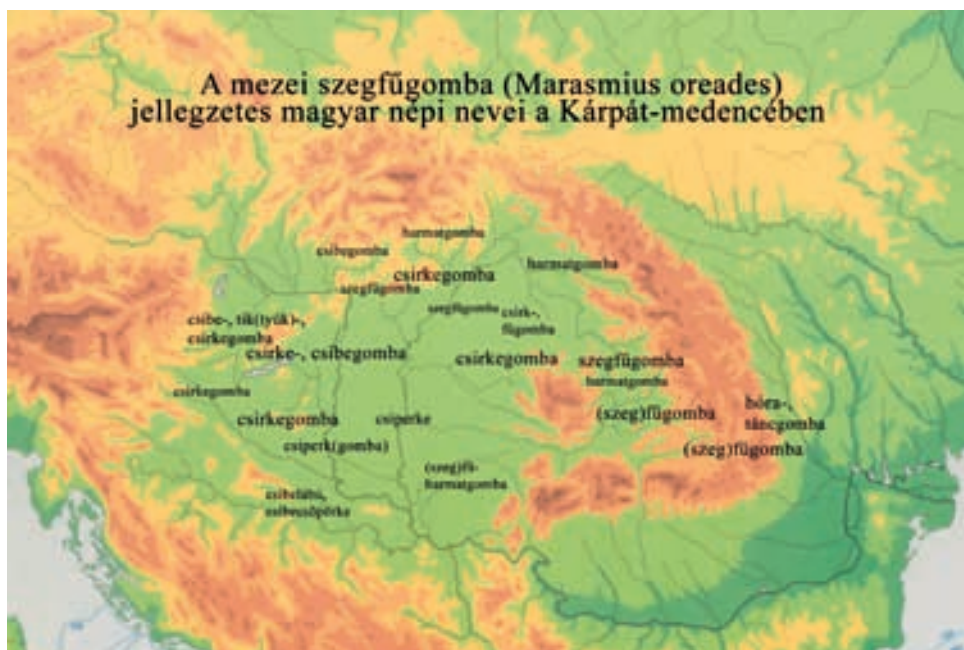 A mezei szegfűgomba (Marasmius oreades)
jellegzetes magyar népi nevei a Kárpát-medencében
harmatgomba
csibegomba
csirkegomba
harmatgomba
szegfűgomba
szegfűgomba
csirk-,
fűgomba
csibe-, tik(tyúk)-,
csirkegomba
csirke-, csibegomba
csirkegomba
szegfűgomba
harmatgomba
csirkegomba
csirkegomba
csiperke
(szeg)fűgomba
hóra-,
táncgomba
csiperk(gomba)
(szeg)fűgomba
(szeg)fű-
harmatgomba
csibelábú,
csibecsöpörke